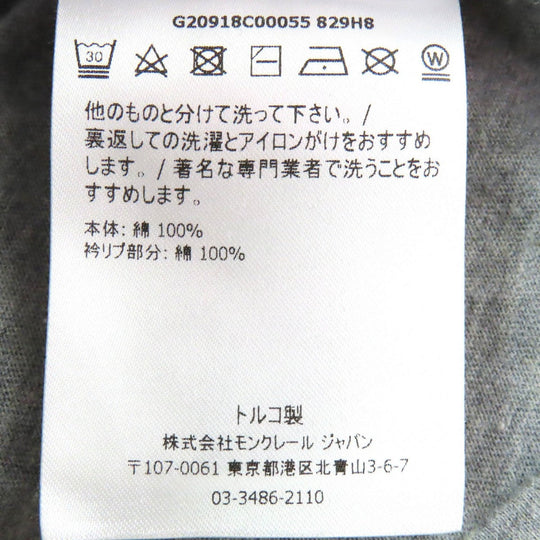 G20918C00055 829H8
30 W
他のものと分けて洗って下さい。/
裏返しての洗濯とアイロンがけをおすすめ
します。/ 著名な専門業者で洗うことをお
すすめします。
本体: 綿 100%
衿リブ部分: 綿 100%
トルコ製
株式会社モンクレール ジャパン
〒107-0061 東京都港区北青山3-6-7
03-3486-2110